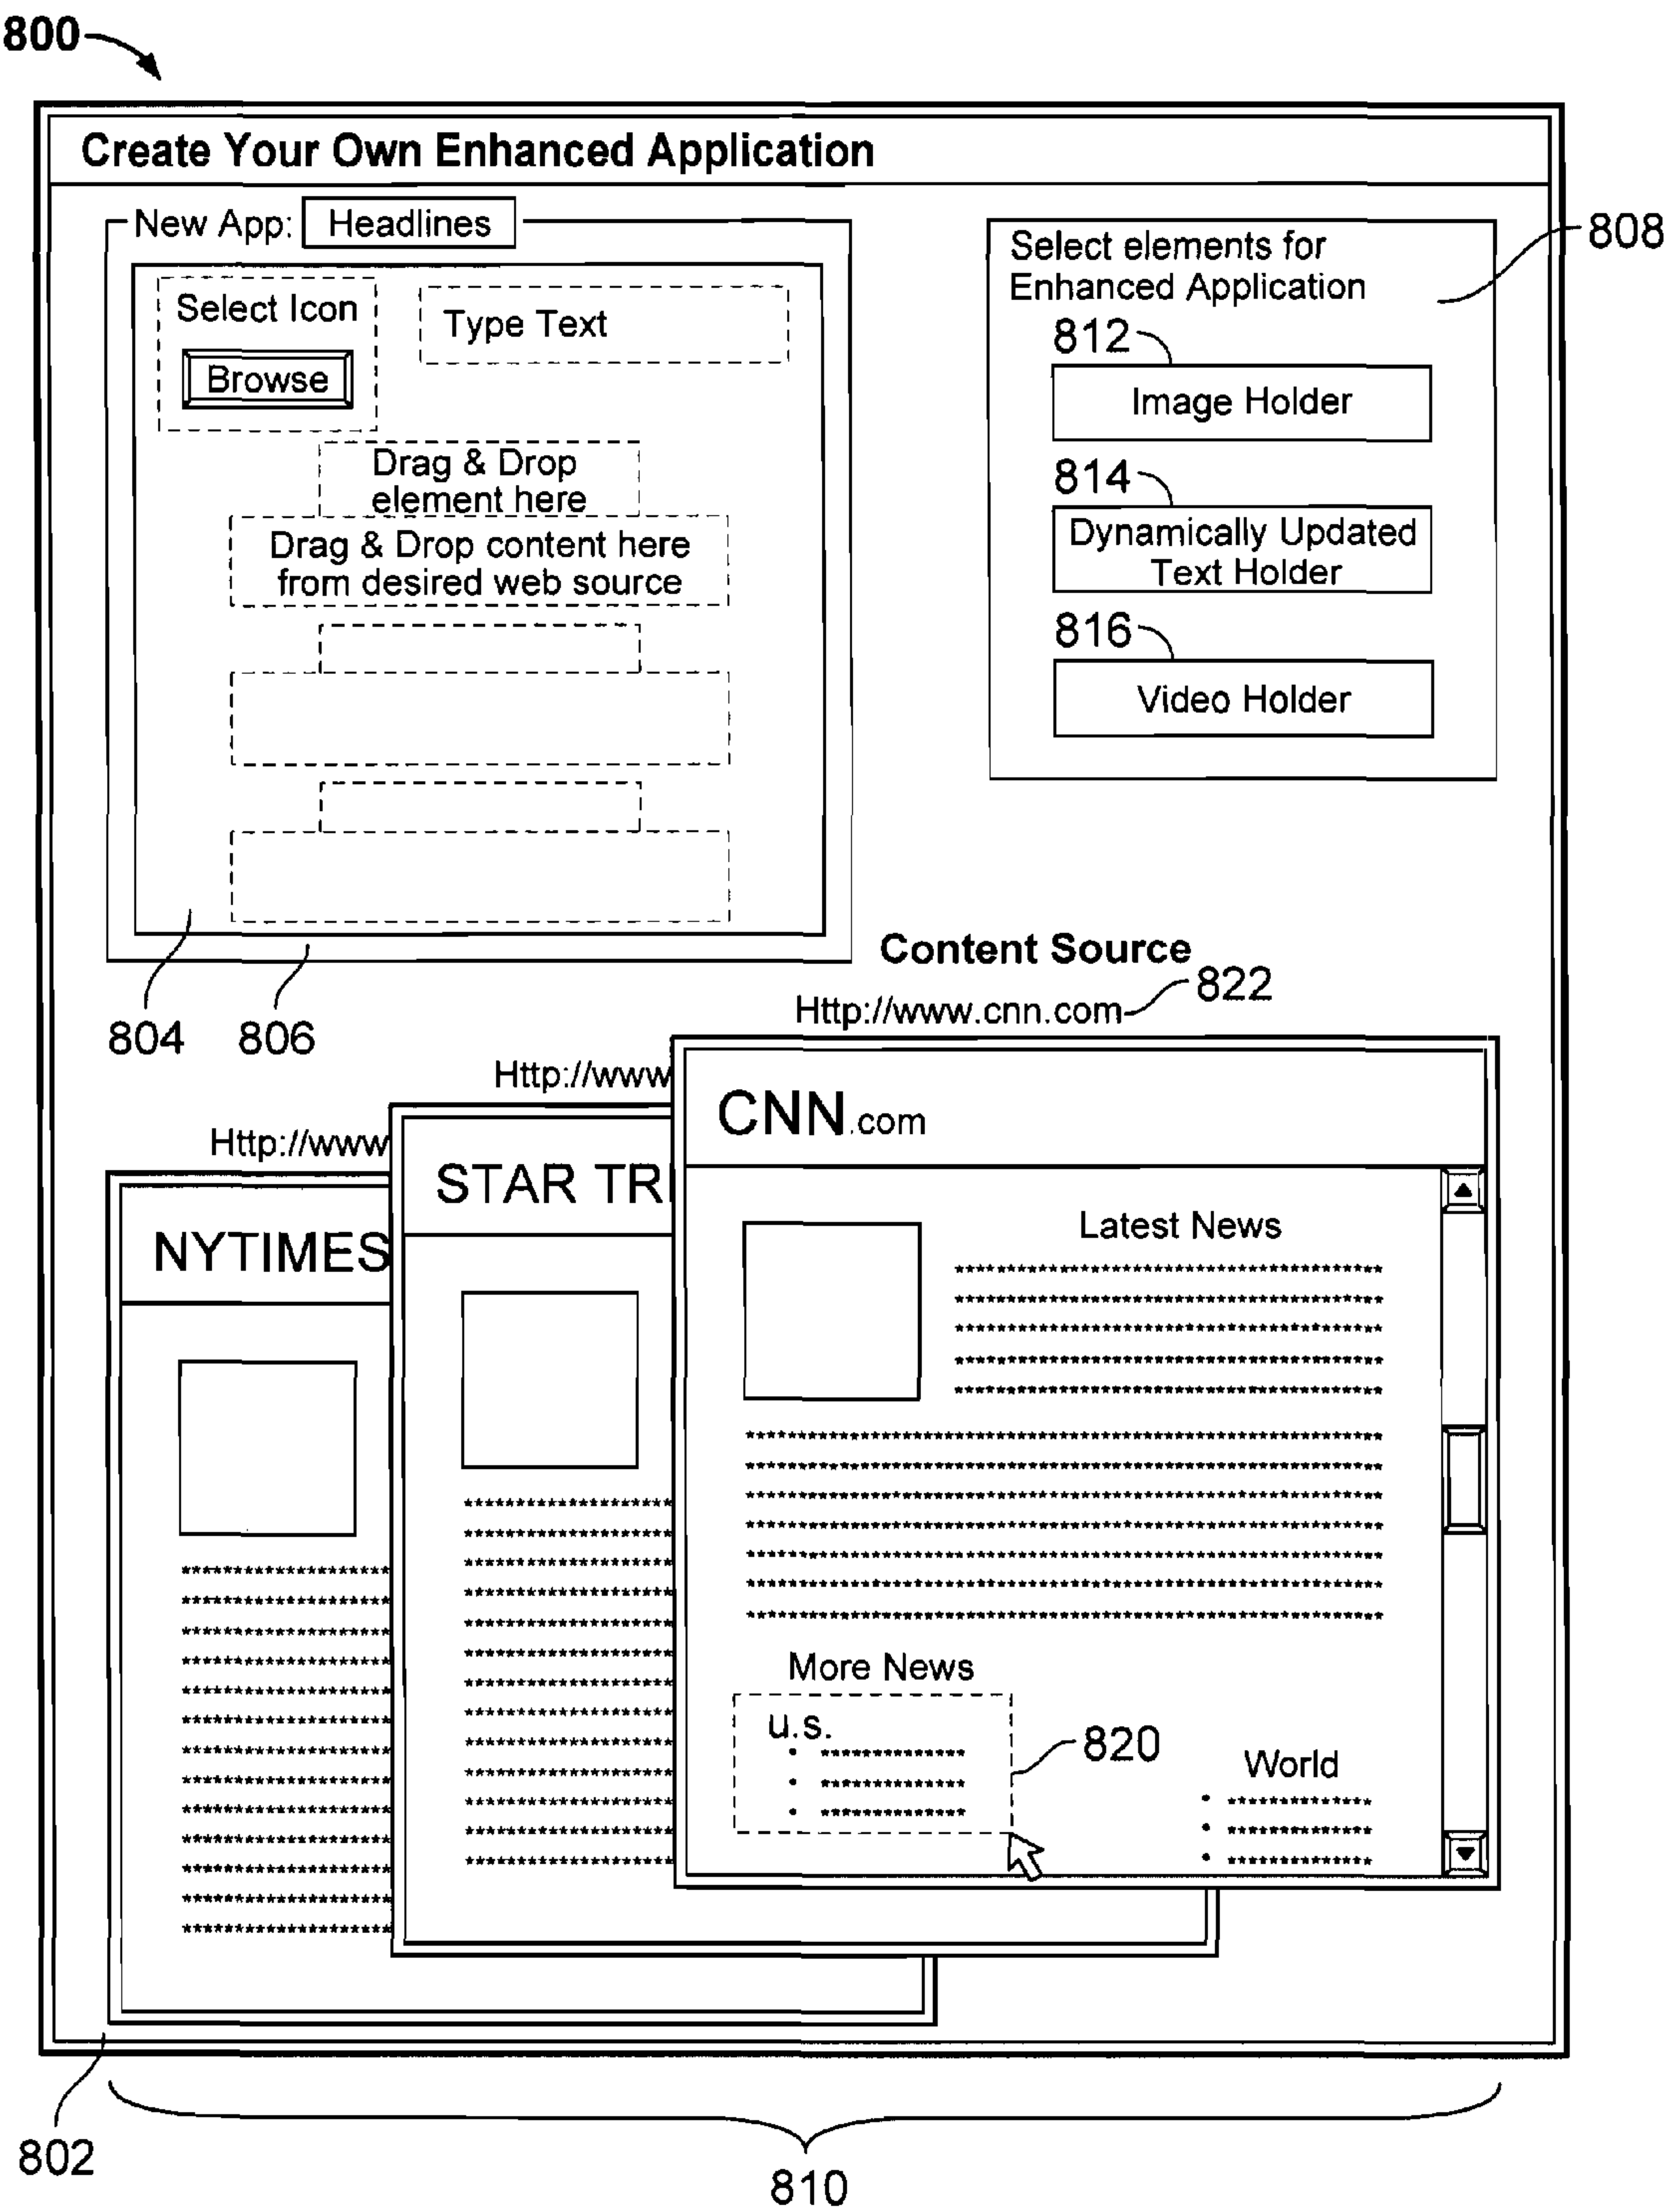 800
Create Your Own Enhanced Application
New App: Headlines
Select Icon
Browse
Type Text
Drag & Drop
element here
Drag & Drop content here
from desired web source
804
806
808
Select elements for
Enhanced Application
812
Image Holder
814
Dynamically Updated
Text Holder
816
Video Holder
Content Source
Http://www.cnn.com
822
Http://www
Http://www
CNN.com
STAR TR
NYTIMES
Latest News
More News
u.s.
820
World
802
810